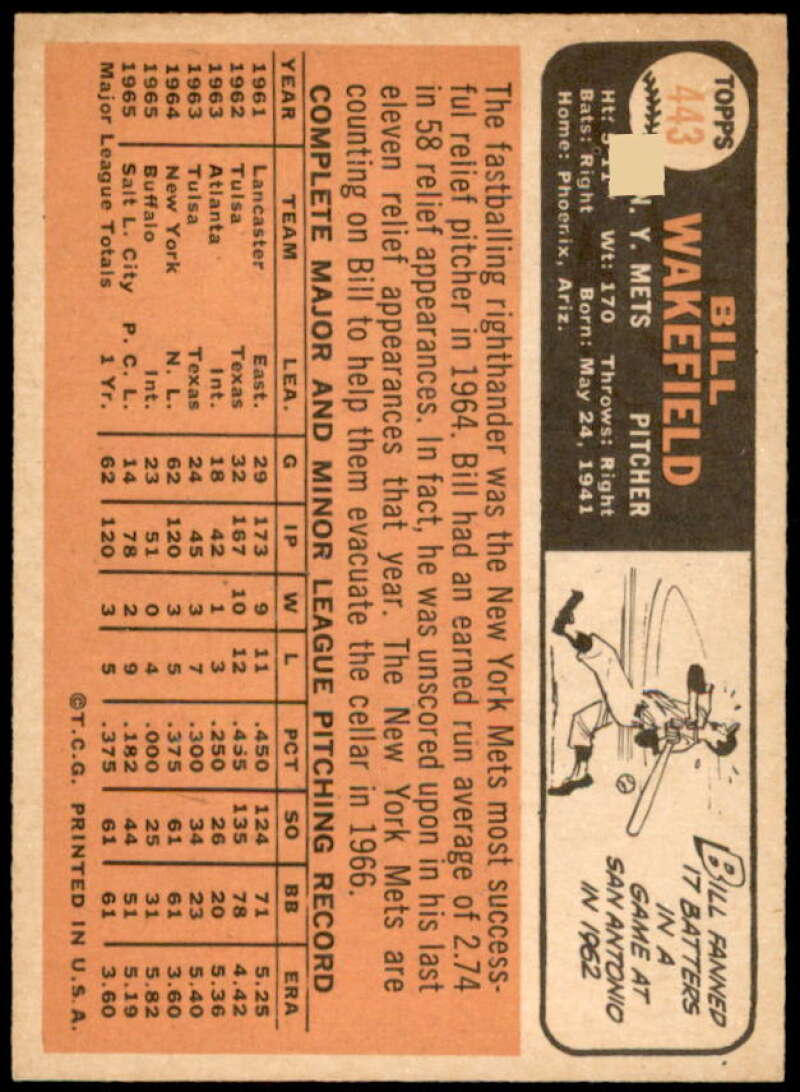 TOPPS
443
BILL
WAKEFIELD
N. Y. METS PITCHER
Ht: 5-11 Wt: 170 Throws: Right
Bats: Right Born: May 24, 1941
Home: Phoenix, Ariz.
BILL FANNED
17 BATTERS
IN A
GAME AT
SAN ANTONIO
IN 1962
The fastballing righthander was the New York Mets most success-
ful relief pitcher in 1964. Bill had an earned run average of 2.74
in 58 relief appearances. In fact, he was unscored upon in his last
eleven relief appearances that year. The New York Mets are
counting on Bill to help them evacuate the cellar in 1966.
COMPLETE MAJOR AND MINOR LEAGUE PITCHING RECORD
YEAR TEAM LEA. G IP W L PCT SO BB ERA
1961 Lancaster East. 29 173 9 11 .450 124 71 5.25
1962 Tulsa Texas 32 167 10 12 .455 135 78 4.42
1963 Atlanta Int. 18 42 1 3 .250 26 20 5.36
1963 Tulsa Texas 24 45 3 7 .300 34 23 5.40
1964 New York N. L. 62 120 3 5 .375 61 61 3.60
1965 Buffalo Int. 23 51 0 4 .000 25 31 5.82
1965 Salt L. City P. C. L. 14 78 2 9 .182 44 51 5.19
Major League Totals 1 Yr. 62 120 3 5 .375 61 61 3.60
©T.C.G. PRINTED IN U.S.A.